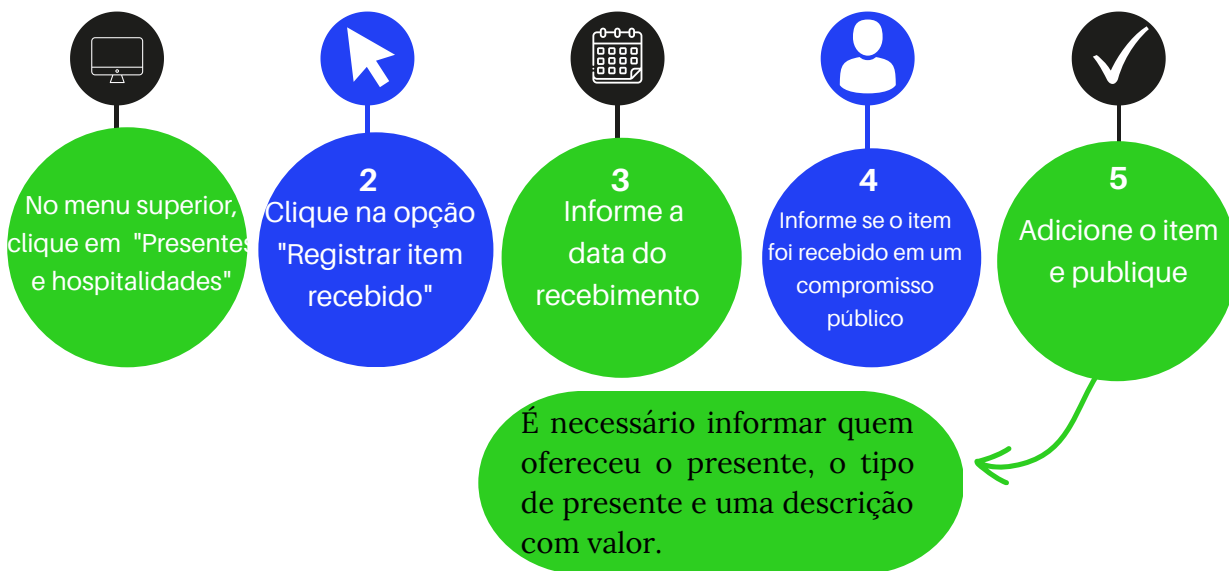 No menu superior,
clique em "Presentes
e hospitalidades"
2
Clique na opção
"Registrar item
recebido"
3
Informe a
data do
recebimento
4
Informe se o item
foi recebido em um
compromisso
público
5
Adicione o item
e publique
É necessário informar quem
ofereceu o presente, o tipo
de presente e uma descrição
com valor.